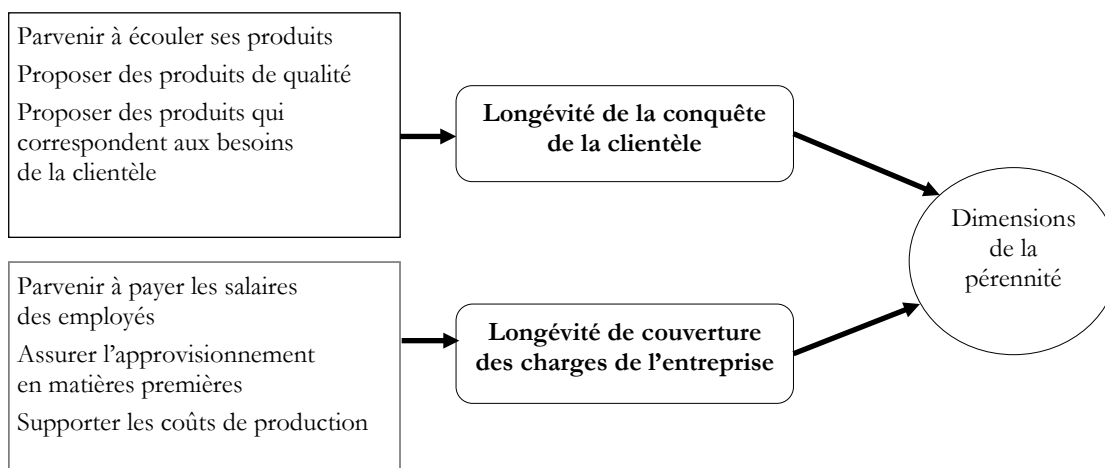 Parvenir à écouler ses produits
Proposer des produits de qualité
Proposer des produits qui
correspondent aux besoins
de la clientèle
Longévité de la conquête
de la clientèle
Dimensions
de la
pérennité
Parvenir à payer les salaires
des employés
Assurer l’approvisionnement
en matières premières
Supporter les coûts de production
Longévité de couverture
des charges de l’entreprise